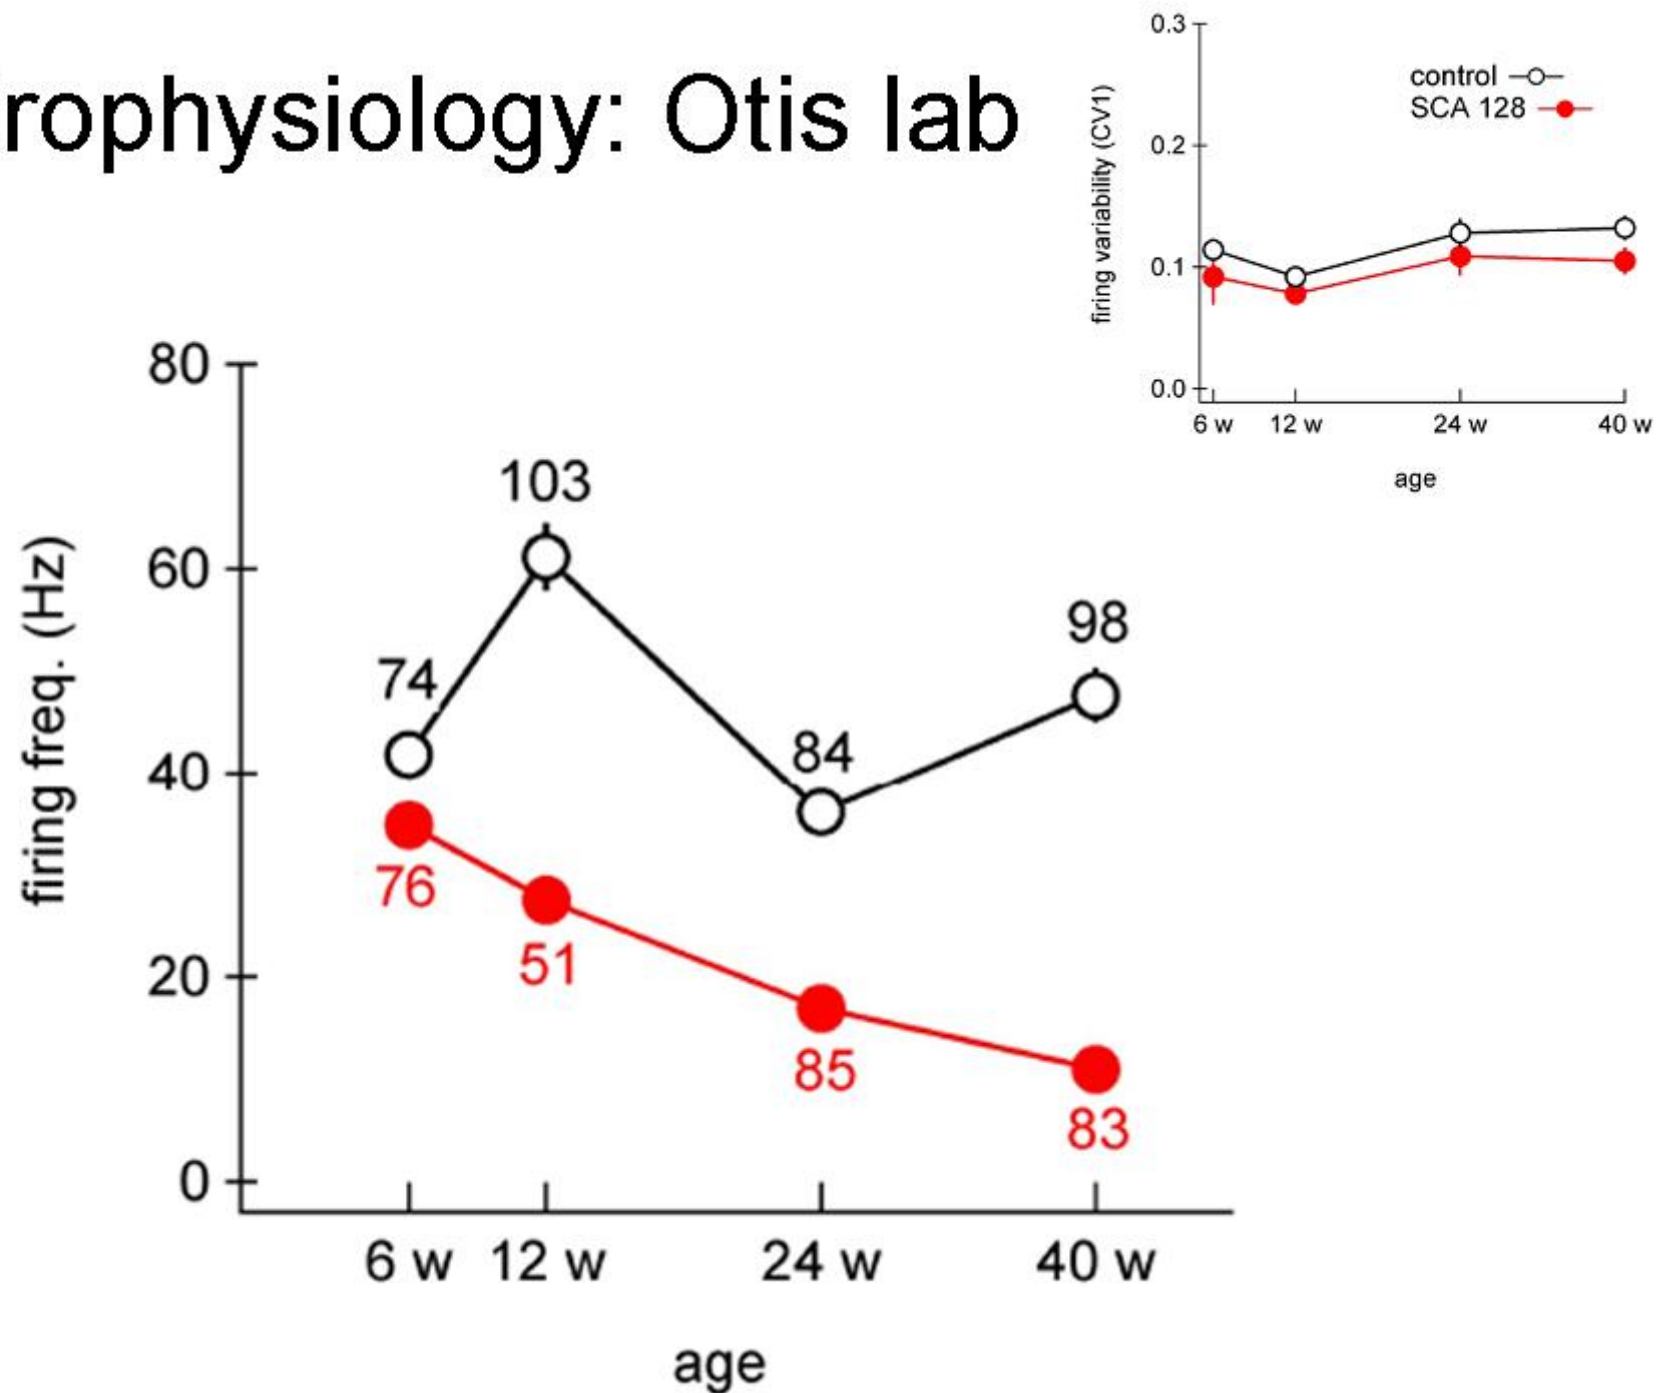 rophysiology: Otis lab
0.3
0.2
0.1
0.0
firing variability (CV1)
control
SCA 128
6 w 12 w 24 w 40 w
age
80
60
40
20
0
firing freq. (Hz)
103
74
98
84
76
51
85
83
6 w 12 w 24 w 40 w
age